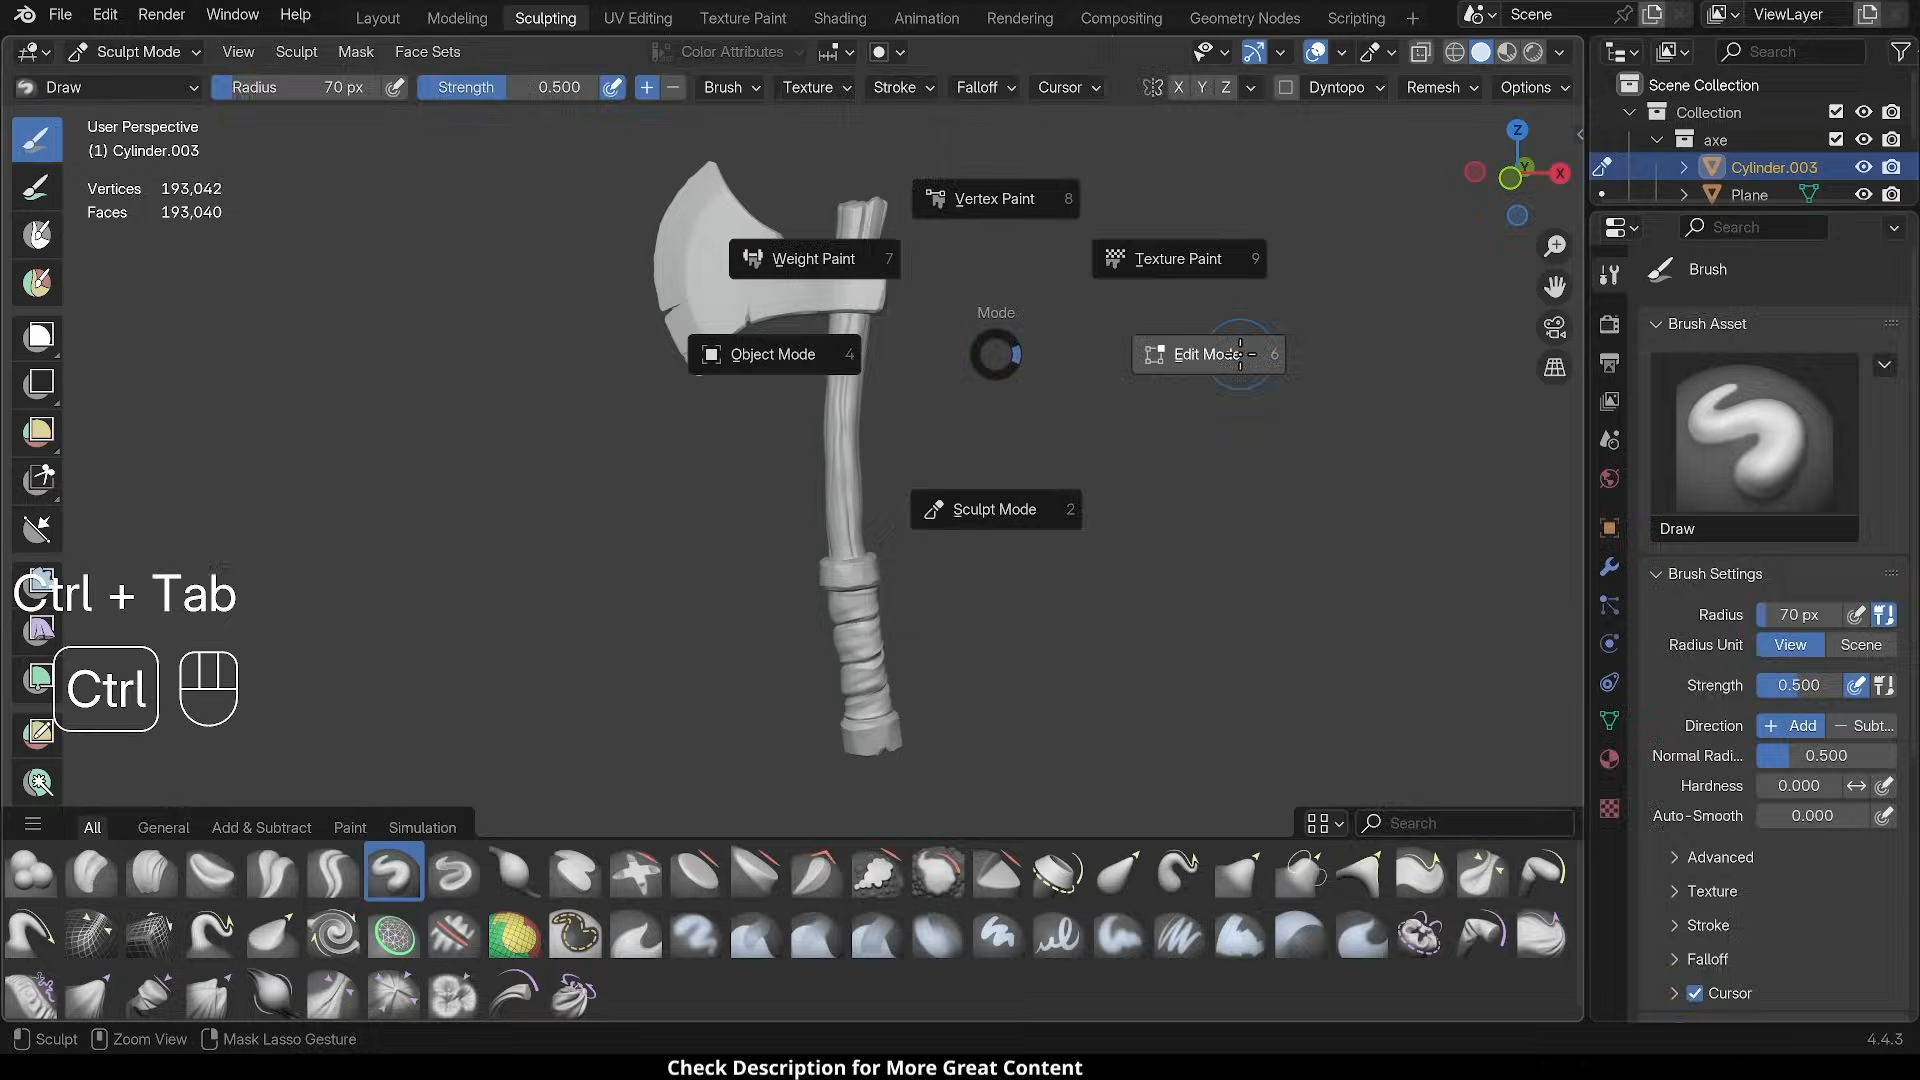 File Edit Render Window Help Layout Modeling Sculpting UV Editing Texture Paint Shading Animation Rendering Compositing Geometry Nodes Scripting + Scene ViewLayer
Sculpt Mode View Sculpt Mask Face Sets Color Attributes Search
Draw Radius 70 px Strength 0.500 + − Brush Texture Stroke Falloff Cursor X Y Z Dyntopo Remesh Options
Scene Collection
Collection
axe
Cylinder.003
Plane
User Perspective
(1) Cylinder.003
Vertices 193,042
Faces 193,040
Z
Y
X
Vertex Paint 8
Weight Paint 7
Texture Paint 9
Mode
Object Mode 4
Edit Mode 6
Sculpt Mode 2
Ctrl + Tab
Ctrl
Search
Brush
Brush Asset
Draw
Brush Settings
Radius 70 px
Radius Unit View Scene
Strength 0.500
Direction + Add − Subt...
Normal Radi... 0.500
Hardness 0.000
Auto-Smooth 0.000
Advanced
Texture
Stroke
Falloff
Cursor
All General Add & Subtract Paint Simulation Search
Sculpt Zoom View Mask Lasso Gesture 4.4.3
Check Description for More Great Content